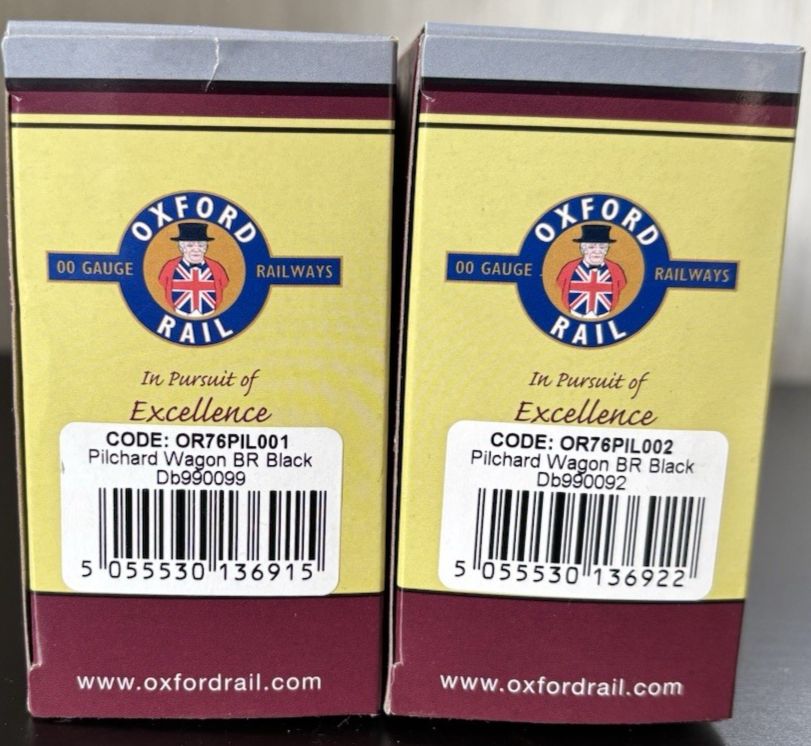 OXFORD
00 GAUGE RAILWAYS
RAIL
In Pursuit of
Excellence
CODE: OR76PIL001
Pilchard Wagon BR Black
Db990099
5 055530 136915
www.oxfordrail.com
OXFORD
00 GAUGE RAILWAYS
RAIL
In Pursuit of
Excellence
CODE: OR76PIL002
Pilchard Wagon BR Black
Db990092
5 055530 136922
www.oxfordrail.com